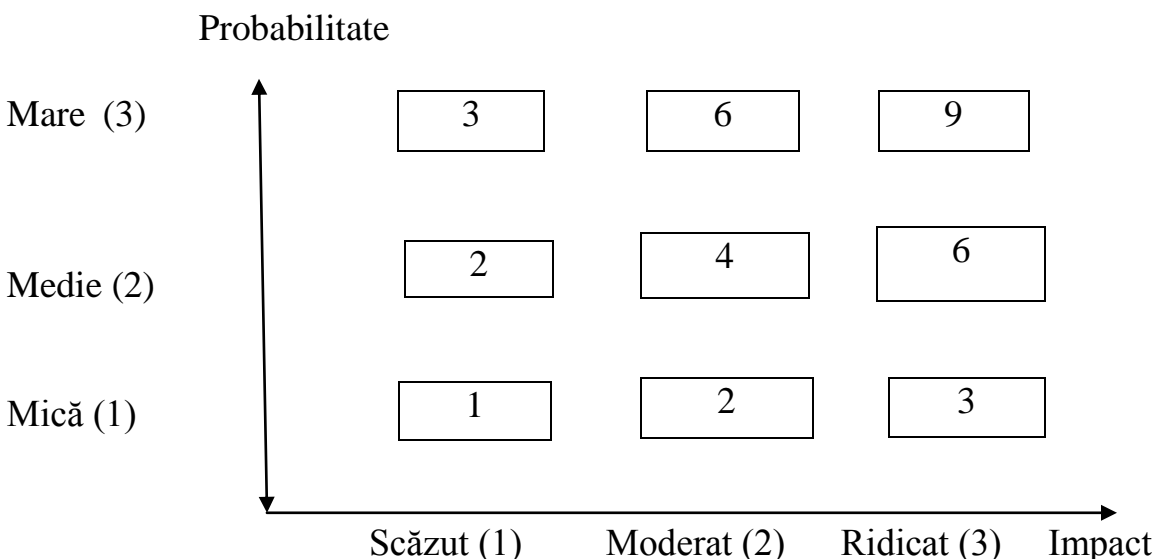 Probabilitate
Mare (3) 3 6 9
Medie (2) 2 4 6
Mică (1) 1 2 3
Scăzut (1) Moderat (2) Ridicat (3) Impact